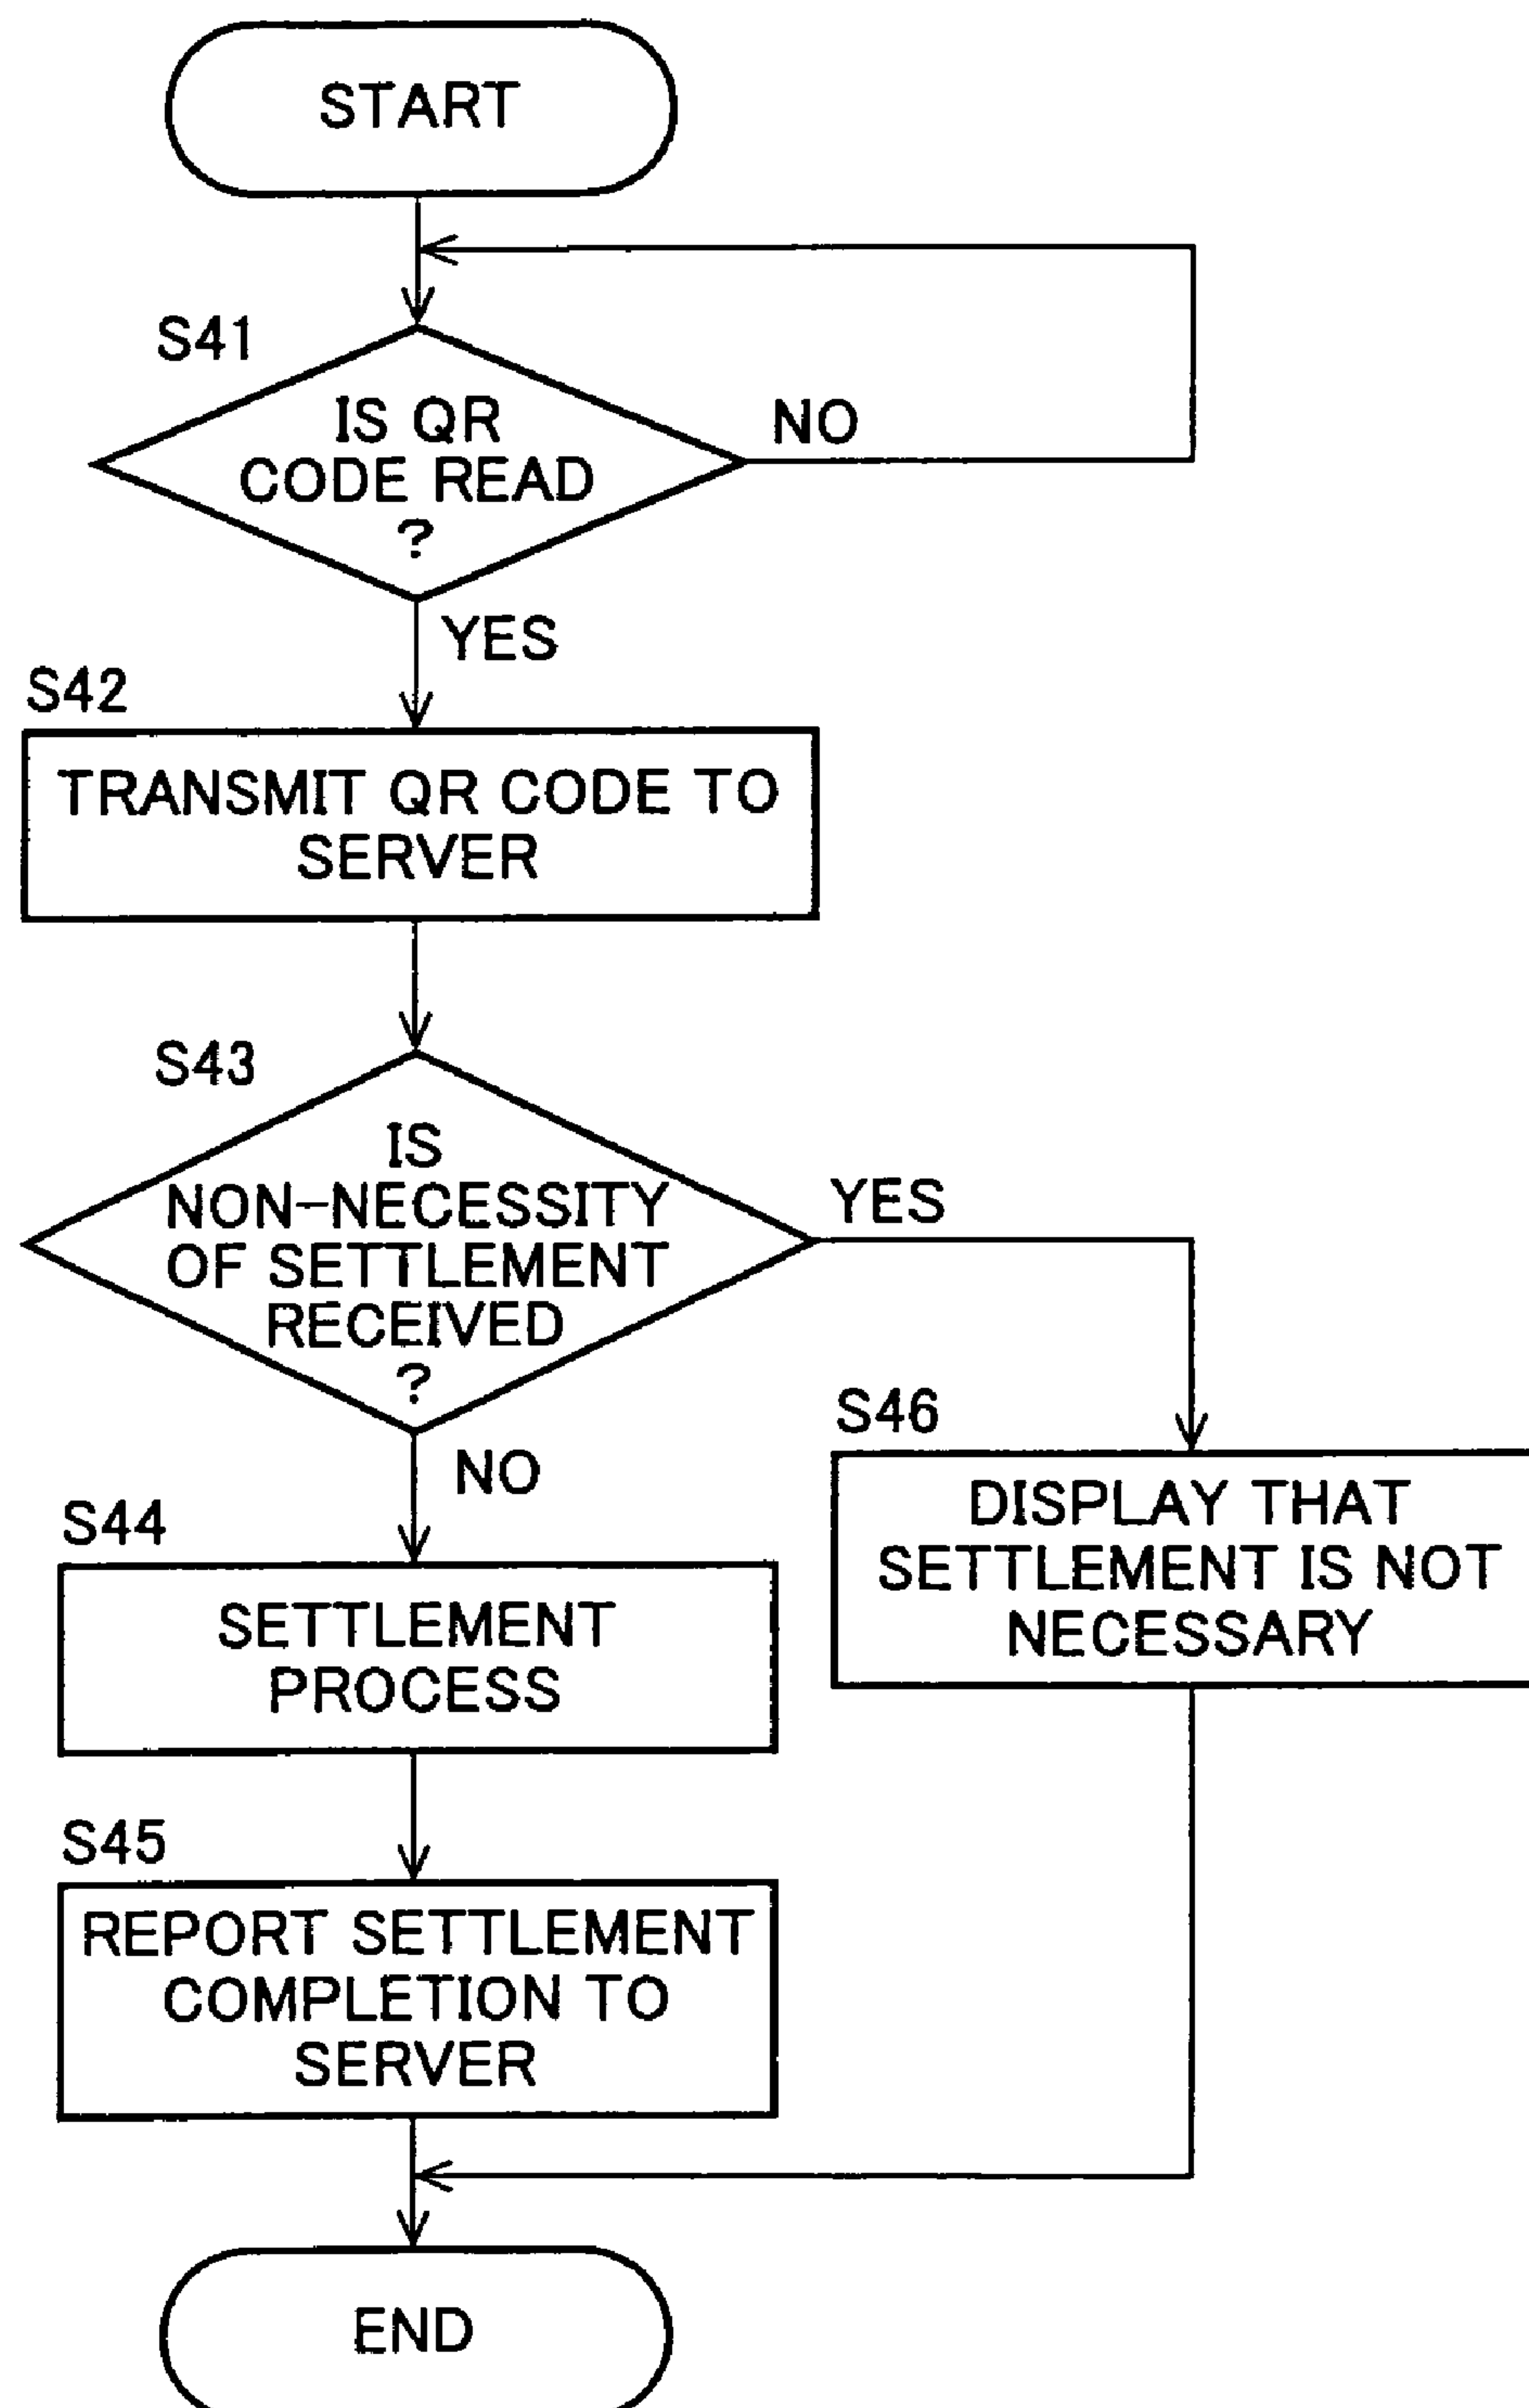 START
S41
IS QR
CODE READ
?
NO
YES
S42
TRANSMIT QR CODE TO
SERVER
S43
IS
NON-NECESSITY
OF SETTLEMENT
RECEIVED
?
YES
NO
S46
DISPLAY THAT
SETTLEMENT IS NOT
NECESSARY
S44
SETTLEMENT
PROCESS
S45
REPORT SETTLEMENT
COMPLETION TO
SERVER
END